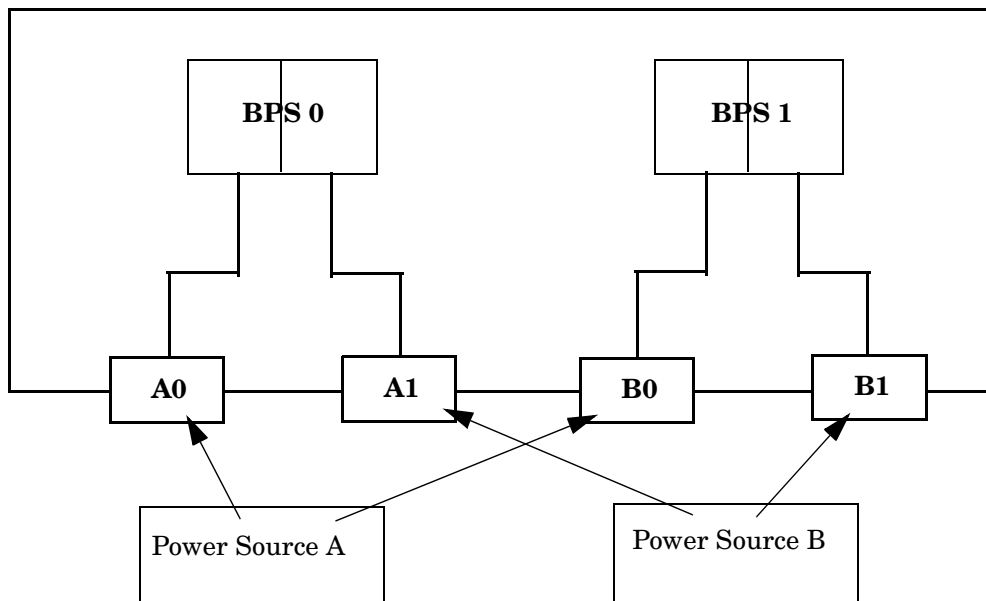 BPS 0
BPS 1
A0
A1
B0
B1
Power Source A
Power Source B